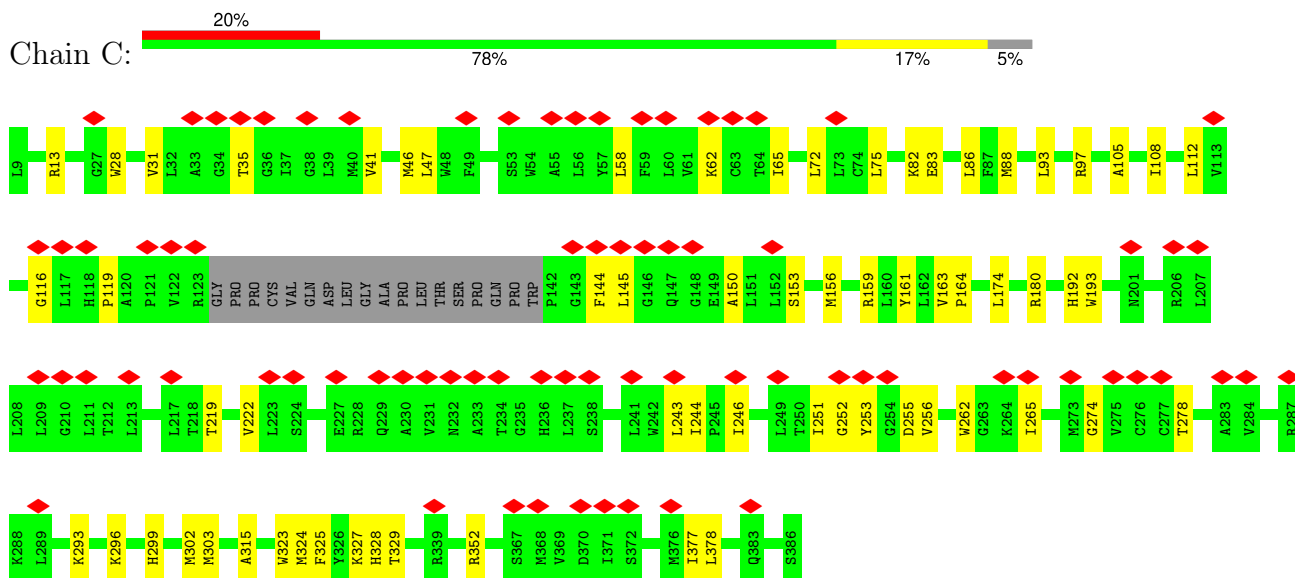 20%
Chain C:
78% 17% 5%
L9 R13 G27 W28 V31 L32 A33 G34 T35 G36 I37 G38 L39 M40 V41 M46 L47 W48 F49 S53 W54 A55 L56 Y57 L58 F59 L60 V61 K62 C63 T64 I65 L72 L73 C74 L75 K82 E83 L86 F87 M88 L93 R97 A105 I108 L112 V113
G116 L117 H118 P119 A120 P121 V122 R123 GLY PRO PRO CYS VAL GLN ASP LEU GLY ALA PRO LEU THR SER PRO GLN PRO TRP P142 G143 F144 L145 G146 Q147 G148 E149 A150 L151 L152 S153 M156 R159 L160 Y161 L162 V163 P164 L174 R180 H192 W193 N201 R206 L207
L208 L209 G210 L211 T212 L213 L217 T218 T219 V222 L223 S224 E227 R228 Q229 A230 V231 N232 A233 T234 G235 H236 L237 S238 L241 W242 L243 I244 P245 I246 L249 T250 I251 G252 Y253 G254 D255 V256 W262 G263 K264 I265 M273 G274 V275 C276 C277 T278 A283 V284 R287
K288 L289 K293 K296 H299 M302 M303 A315 W323 M324 F325 Y326 K327 H328 T329 R339 R352 S367 M368 V369 D370 I371 S372 M376 I377 L378 Q383 S386